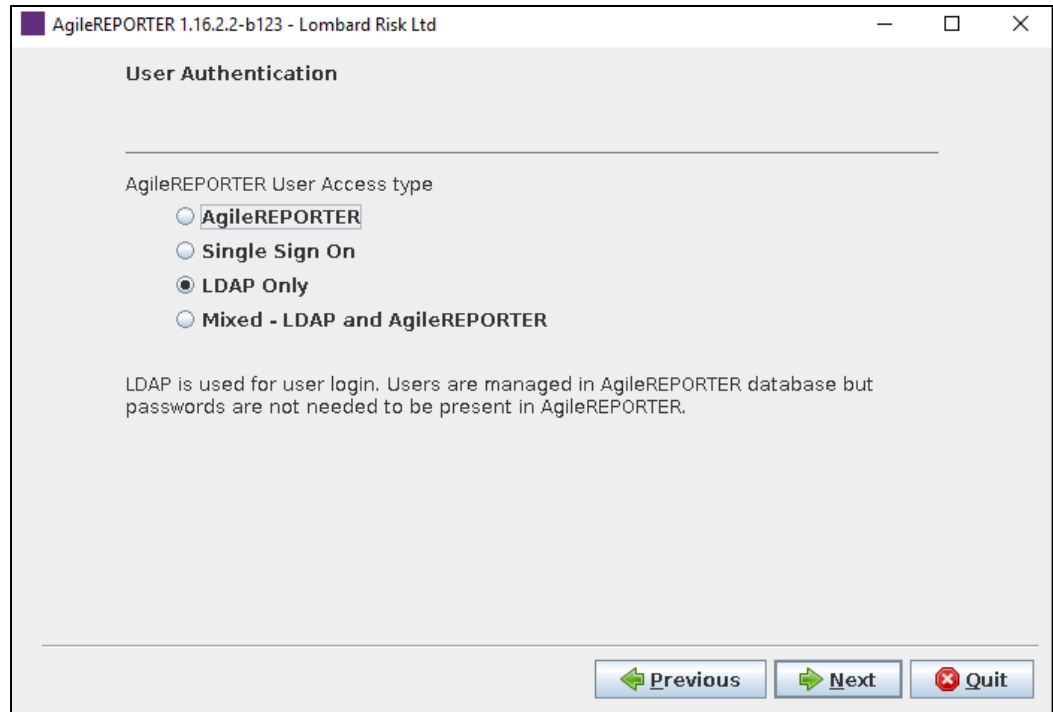 AgileREPORTER 1.16.2.2-b123 - Lombard Risk Ltd
User Authentication
AgileREPORTER User Access type
AgileREPORTER
Single Sign On
LDAP Only
Mixed - LDAP and AgileREPORTER
LDAP is used for user login. Users are managed in AgileREPORTER database but
passwords are not needed to be present in AgileREPORTER.
Previous Next Quit